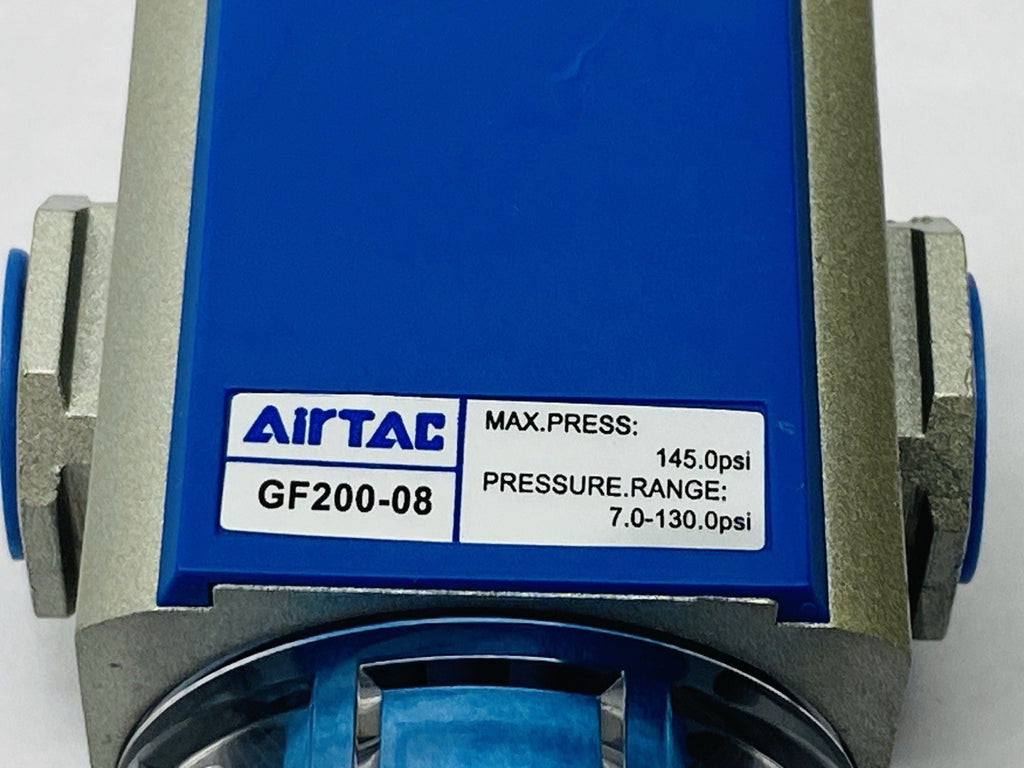 AirTAC
GF200-08
MAX.PRESS:
145.0psi
PRESSURE.RANGE:
7.0-130.0psi